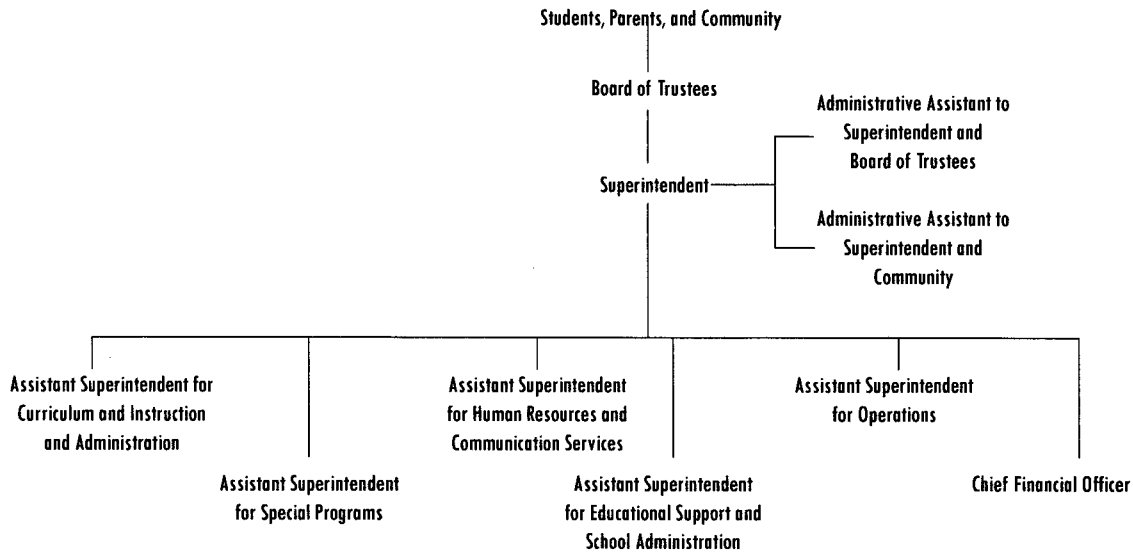 Students, Parents, and Community
Board of Trustees
Administrative Assistant to
Superintendent and
Board of Trustees
Superintendent
Administrative Assistant to
Superintendent and
Community
Assistant Superintendent for
Curriculum and Instruction
and Administration
Assistant Superintendent
for Special Programs
Assistant Superintendent
for Human Resources and
Communication Services
Assistant Superintendent
for Educational Support and
School Administration
Assistant Superintendent
for Operations
Chief Financial Officer